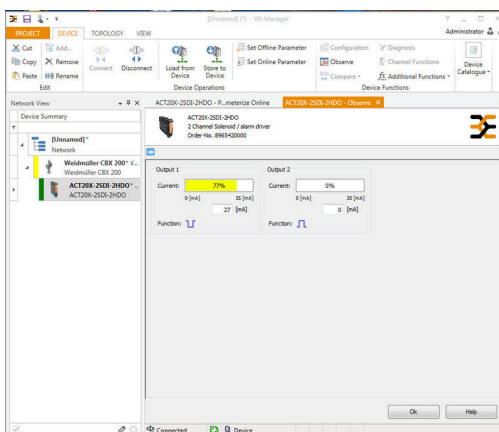 [Unnamed] (*) - WI-Manager
PROJECT DEVICE TOPOLOGY VIEW Administrator
Cut Add... Set Offline Parameter Configuration Diagnosis
Copy Remove Connect Disconnect Load from Device Store to Device Set Online Parameter Observe Channel Functions Device Catalogue
Paste Rename Compare Additional Functions
Edit Device Operations Device Functions
Network View ACT20X-2SDI-2HDO - P...meterize Online ACT20X-2SDI-2HDO - Observe
Device Summary
ACT20X-2SDI-2HDO
2 Channel Solenoid / alarm driver
Order-No. 8965420000
[Unnamed]*
Network
Weidmüller CBX 200*
Weidmüller CBX 200
ACT20X-2SDI-2HDO* ..
ACT20X-2SDI-2HDO
Output 1 Output 2
Current: 77% Current: 0%
0 [mA] 35 [mA] 0 [mA] 35 [mA]
27 [mA] 0 [mA]
Function: Function:
Ok Help
Connected Device